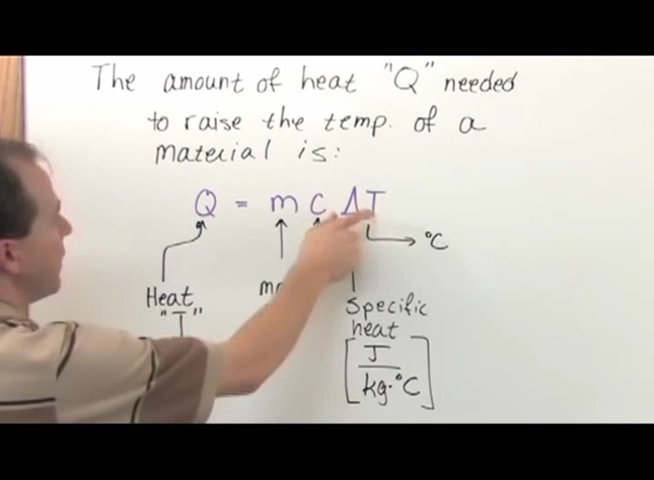 The amount of heat "Q" needed
to raise the temp. of a
material is:
Q = m c ΔT
°C
Heat
"J"
Specific
heat
[J / kg·°C]